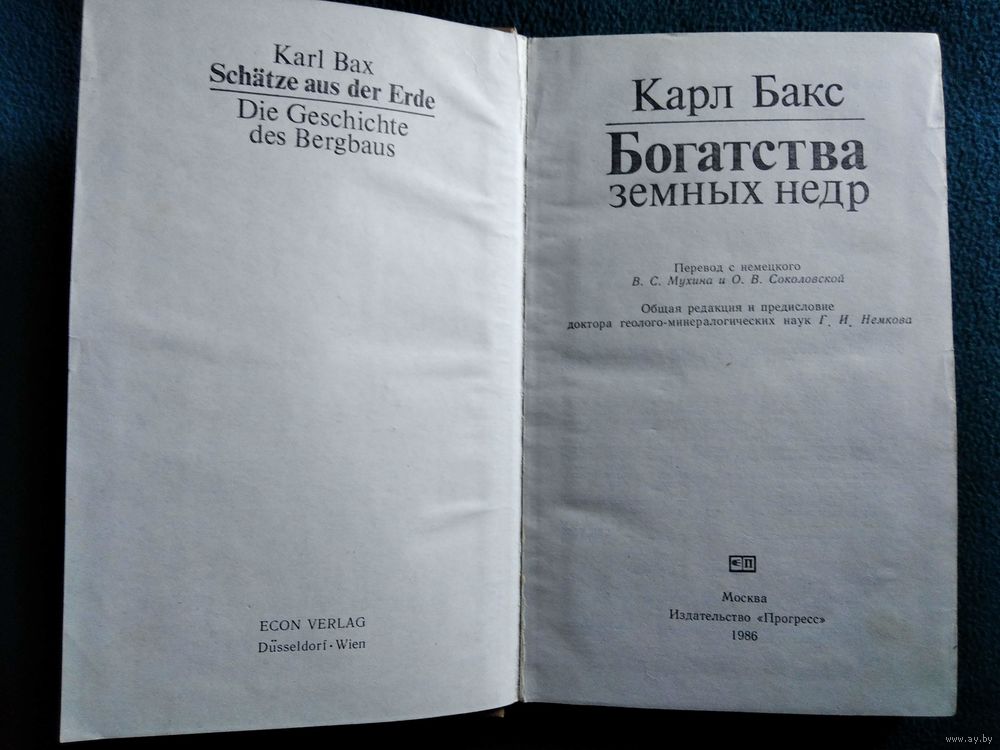 Karl Bax
Schätze aus der Erde
Die Geschichte
des Bergbaus
ECON VERLAG
Düsseldorf · Wien
Карл Бакс
Богатства
земных недр
Перевод с немецкого
В. С. Мухина и О. В. Соколовской
Общая редакция и предисловие
доктора геолого-минералогических наук Г. И. Немкова
Москва
Издательство «Прогресс»
1986
www.ay.by